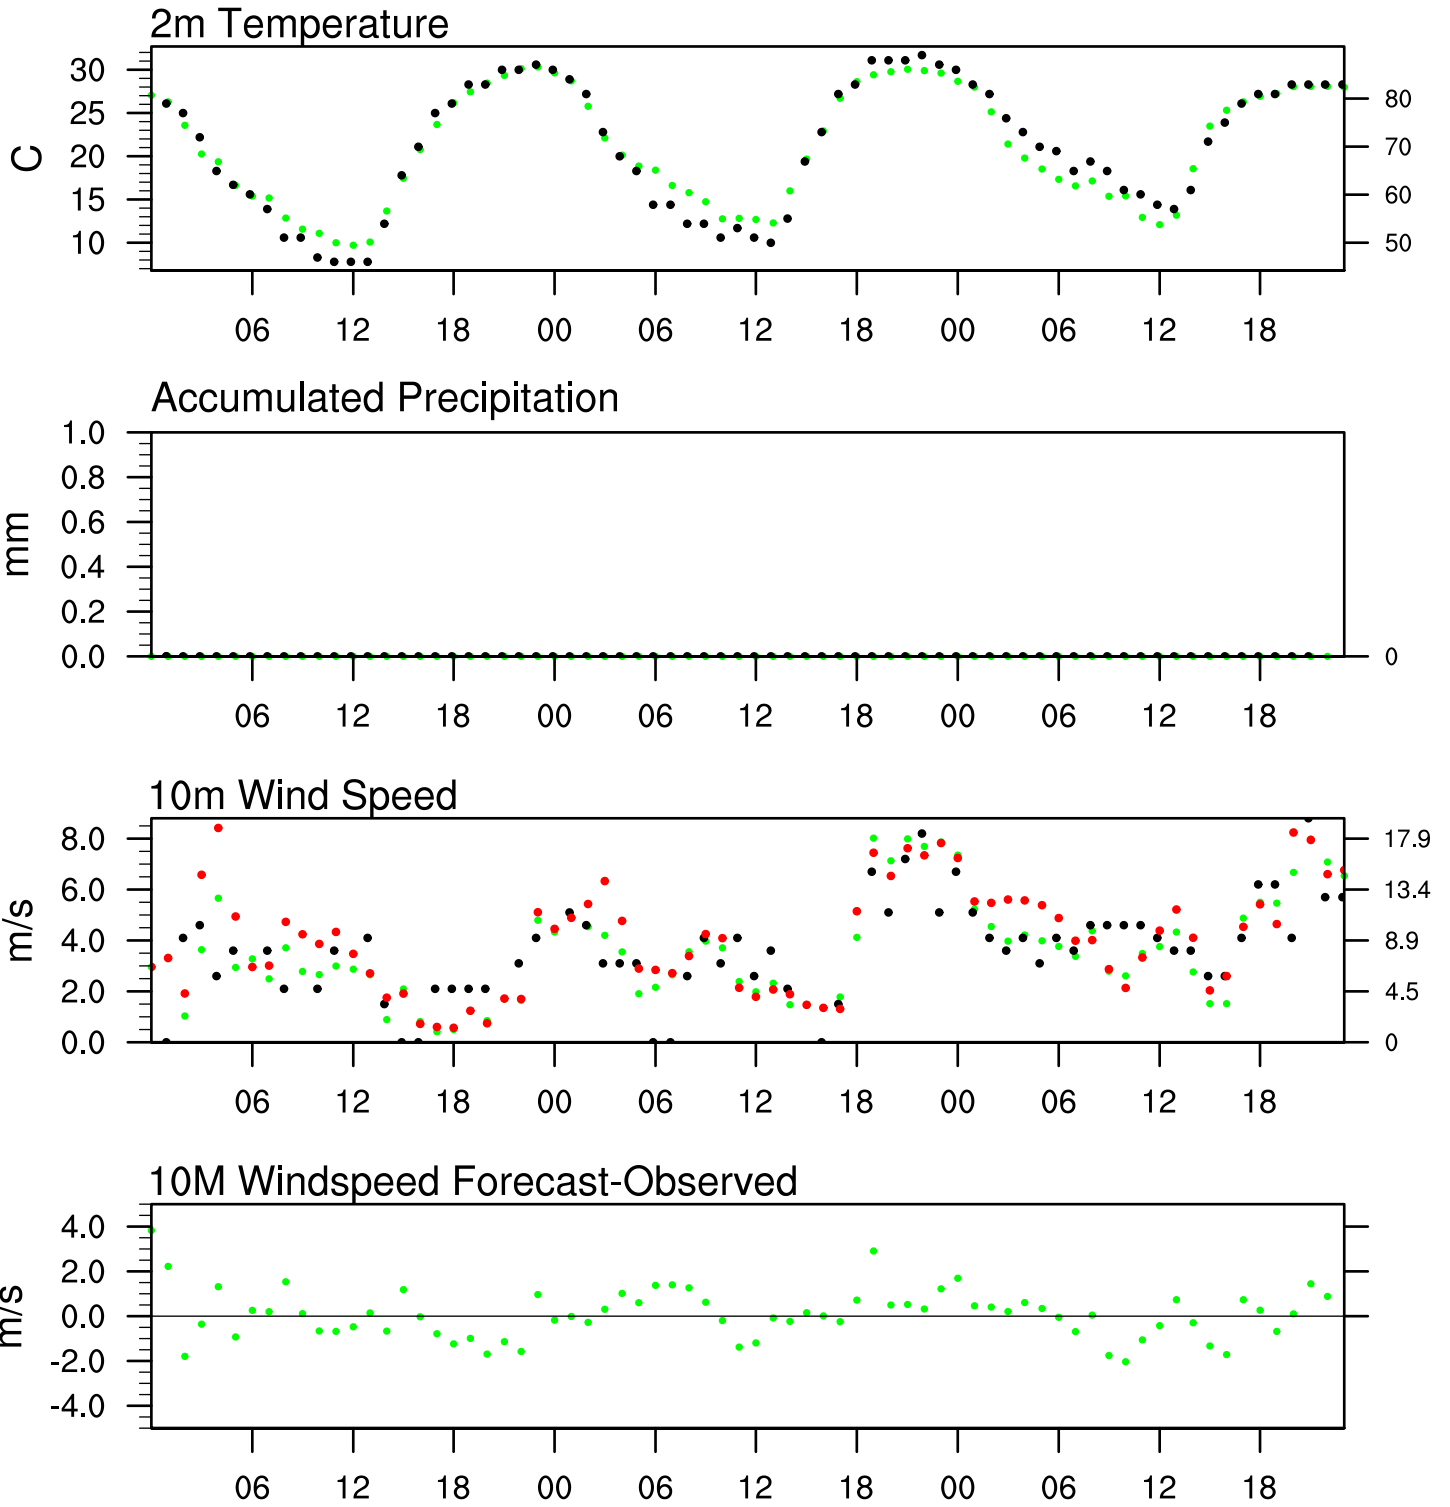 2m Temperature
30
25
20
15
10
C
80
70
60
50
06 12 18 00 06 12 18 00 06 12 18
Accumulated Precipitation
1.0
0.8
0.6
0.4
0.2
0.0
mm
0
06 12 18 00 06 12 18 00 06 12 18
10m Wind Speed
8.0
6.0
4.0
2.0
0.0
m/s
17.9
13.4
8.9
4.5
0
06 12 18 00 06 12 18 00 06 12 18
10M Windspeed Forecast-Observed
4.0
2.0
0.0
-2.0
-4.0
m/s
06 12 18 00 06 12 18 00 06 12 18